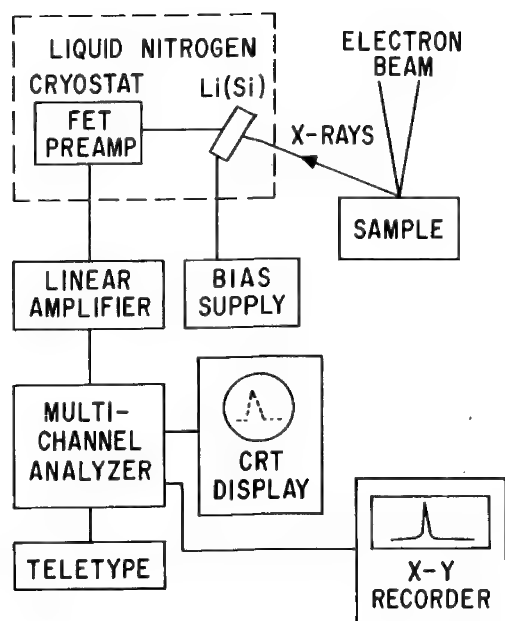 LIQUID NITROGEN
CRYOSTAT
Li(Si)
FET
PREAMP
ELECTRON
BEAM
X-RAYS
SAMPLE
LINEAR
AMPLIFIER
BIAS
SUPPLY
MULTI-
CHANNEL
ANALYZER
CRT
DISPLAY
TELETYPE
X-Y
RECORDER